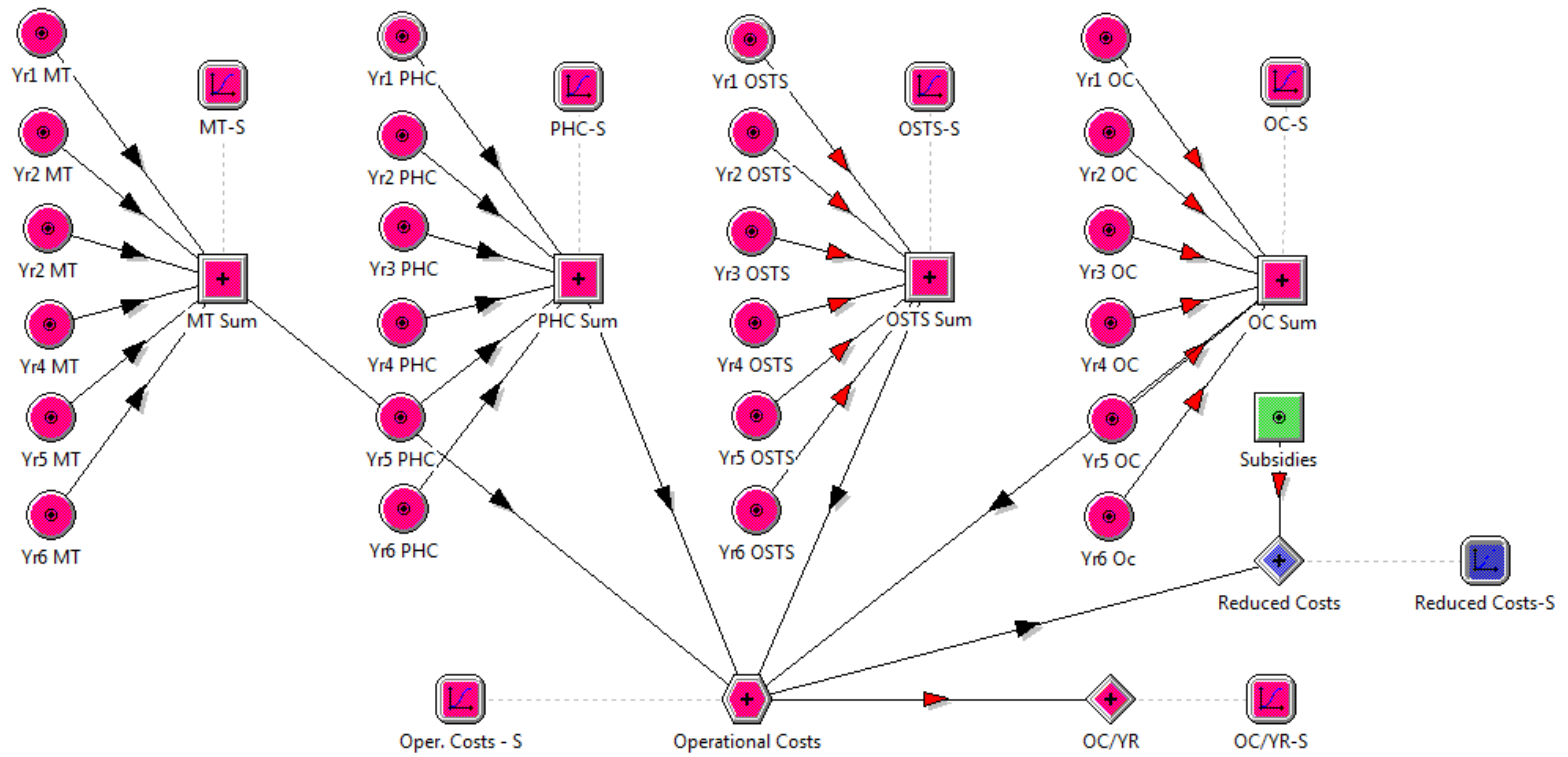 Yr1 MT
MT-S
Yr2 MT
Yr2 MT
MT Sum
Yr4 MT
Yr5 MT
Yr6 MT
Yr1 PHC
PHC-S
Yr2 PHC
Yr3 PHC
PHC Sum
Yr4 PHC
Yr5 PHC
Yr6 PHC
Yr1 OSTS
OSTS-S
Yr2 OSTS
Yr3 OSTS
OSTS Sum
Yr4 OSTS
Yr5 OSTS
Yr6 OSTS
Yr1 OC
OC-S
Yr2 OC
Yr3 OC
OC Sum
Yr4 OC
Yr5 OC
Yr6 Oc
Subsidies
Reduced Costs
Reduced Costs-S
Oper. Costs - S
Operational Costs
OC/YR
OC/YR-S